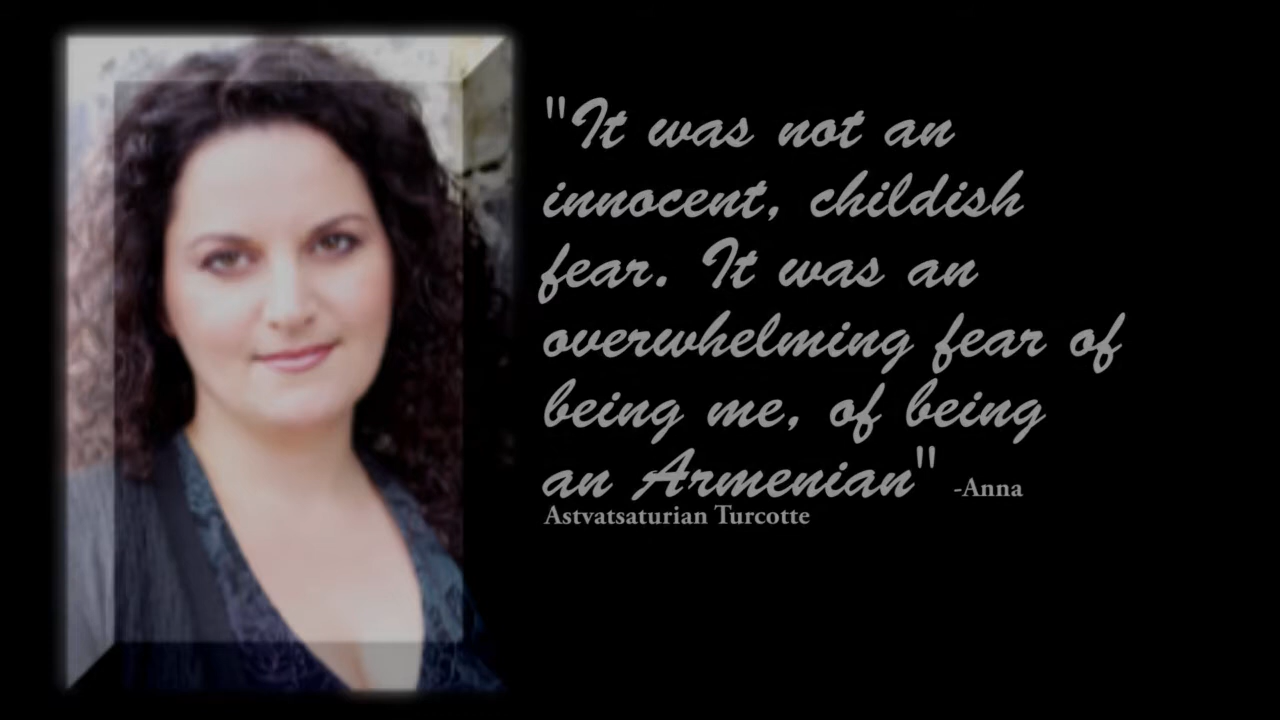 "It was not an
innocent, childish
fear. It was an
overwhelming fear of
being me, of being
an Armenian" -Anna
Astvatsaturian Turcotte